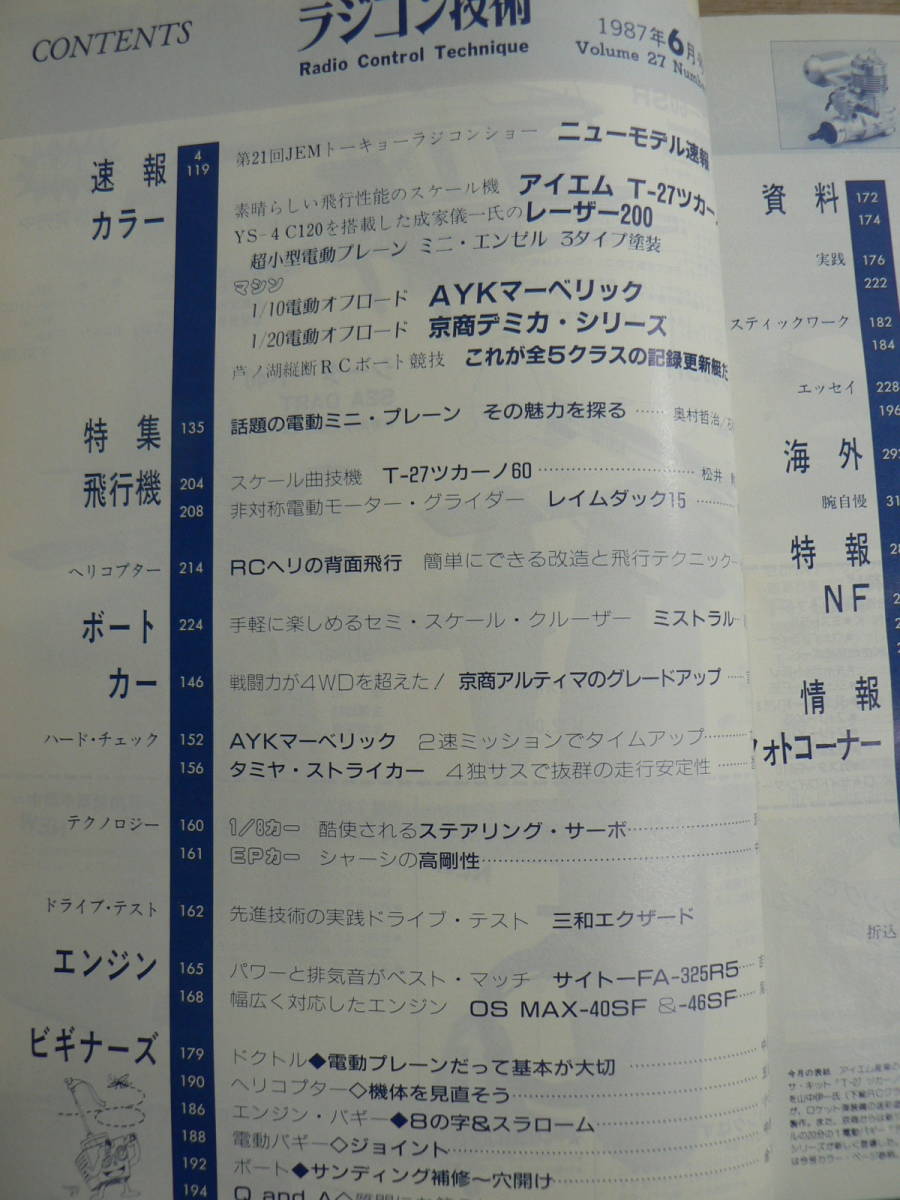 CONTENTS
ラジコン技術
Radio Control Technique
1987年6月
Volume 27
速報
4
119
第21回JEMトーキョーラジコンショー ニューモデル速報
カラー
素晴らしい飛行性能のスケール機 アイエム T-27ツカーノ
YS-4C120を搭載した成家儀一氏のレーザー200
超小型電動プレーン ミニ・エンゼル 3タイプ塗装
マシン
1/10電動オフロード AYKマーベリック
1/20電動オフロード 京商デミカ・シリーズ
芦ノ湖縦断RCボート競技 これが全5クラスの記録更新艇だ
特集 135 話題の電動ミニ・プレーン その魅力を探る …… 奥村哲治
飛行機 204 スケール曲技機 T-27ツカーノ60 …… 松井
208 非対称電動モーター・グライダー レイムダック15
ヘリコプター 214 RCヘリの背面飛行 簡単にできる改造と飛行テクニック
ボート 224 手軽に楽しめるセミ・スケール・クルーザー ミストラル
カー 146 戦闘力が4WDを超えた! 京商アルティマのグレードアップ
ハード・チェック 152 AYKマーベリック 2速ミッションでタイムアップ
156 タミヤ・ストライカー 4独サスで抜群の走行安定性
テクノロジー 160 1/8カー 酷使されるステアリング・サーボ
161 EPカー シャーシの高剛性
ドライブ・テスト 162 先進技術の実践ドライブ・テスト 三和エクザード
エンジン 165 パワーと排気音がベスト・マッチ サイトーFA-325R5
168 幅広く対応したエンジン OS MAX-40SF &-46SF
ビギナーズ 179 ドクトル◆電動プレーンだって基本が大切
190 ヘリコプター◇機体を見直そう
186 エンジン・バギー◆8の字&スラローム
188 電動バギー◇ジョイント
192 ボート◆サンディング補修〜穴開け
194 Q and A◇
資料 172
174
実践 176
222
スティックワーク 182
184
エッセイ 228
196
海外
腕自慢
特報
NF
情報
フォトコーナー
折込
今月の表紙